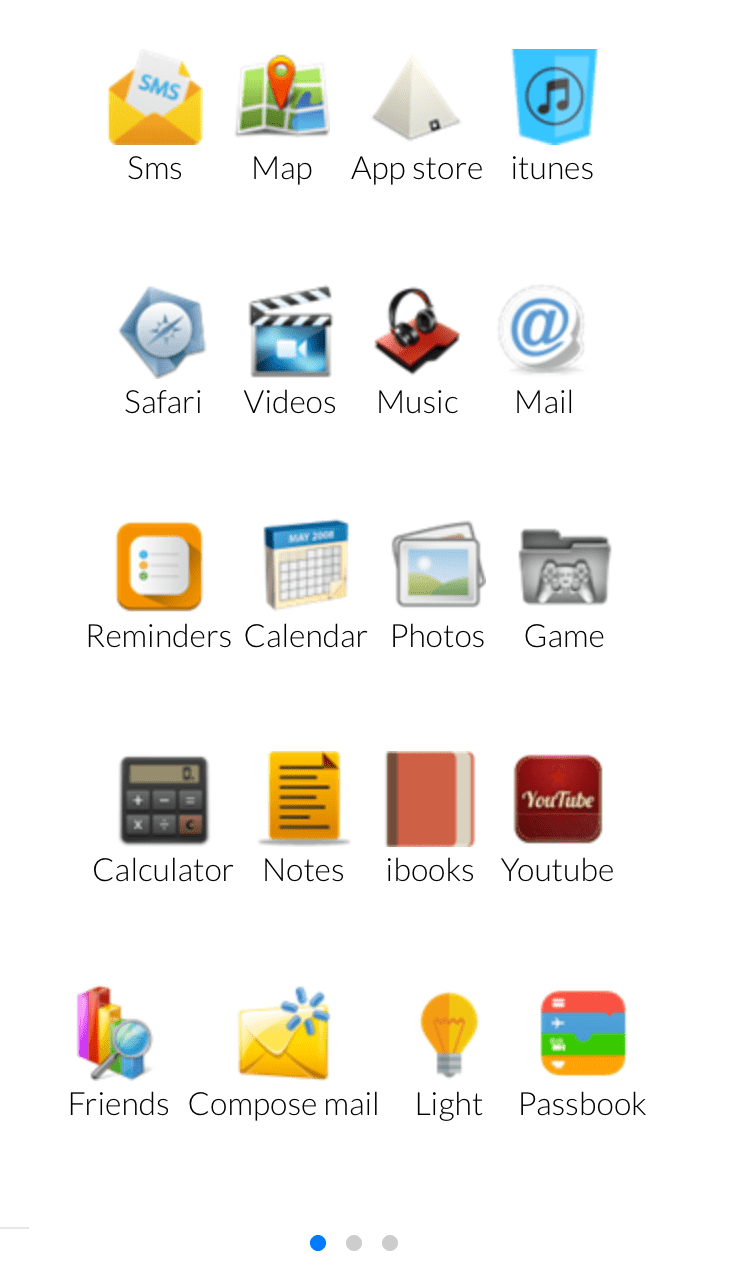 SMS
Sms Map App store itunes
Safari Videos Music Mail
MAY 2008
Reminders Calendar Photos Game
0.
+ − =
x ÷ C
YouTube
Calculator Notes ibooks Youtube
Friends Compose mail Light Passbook